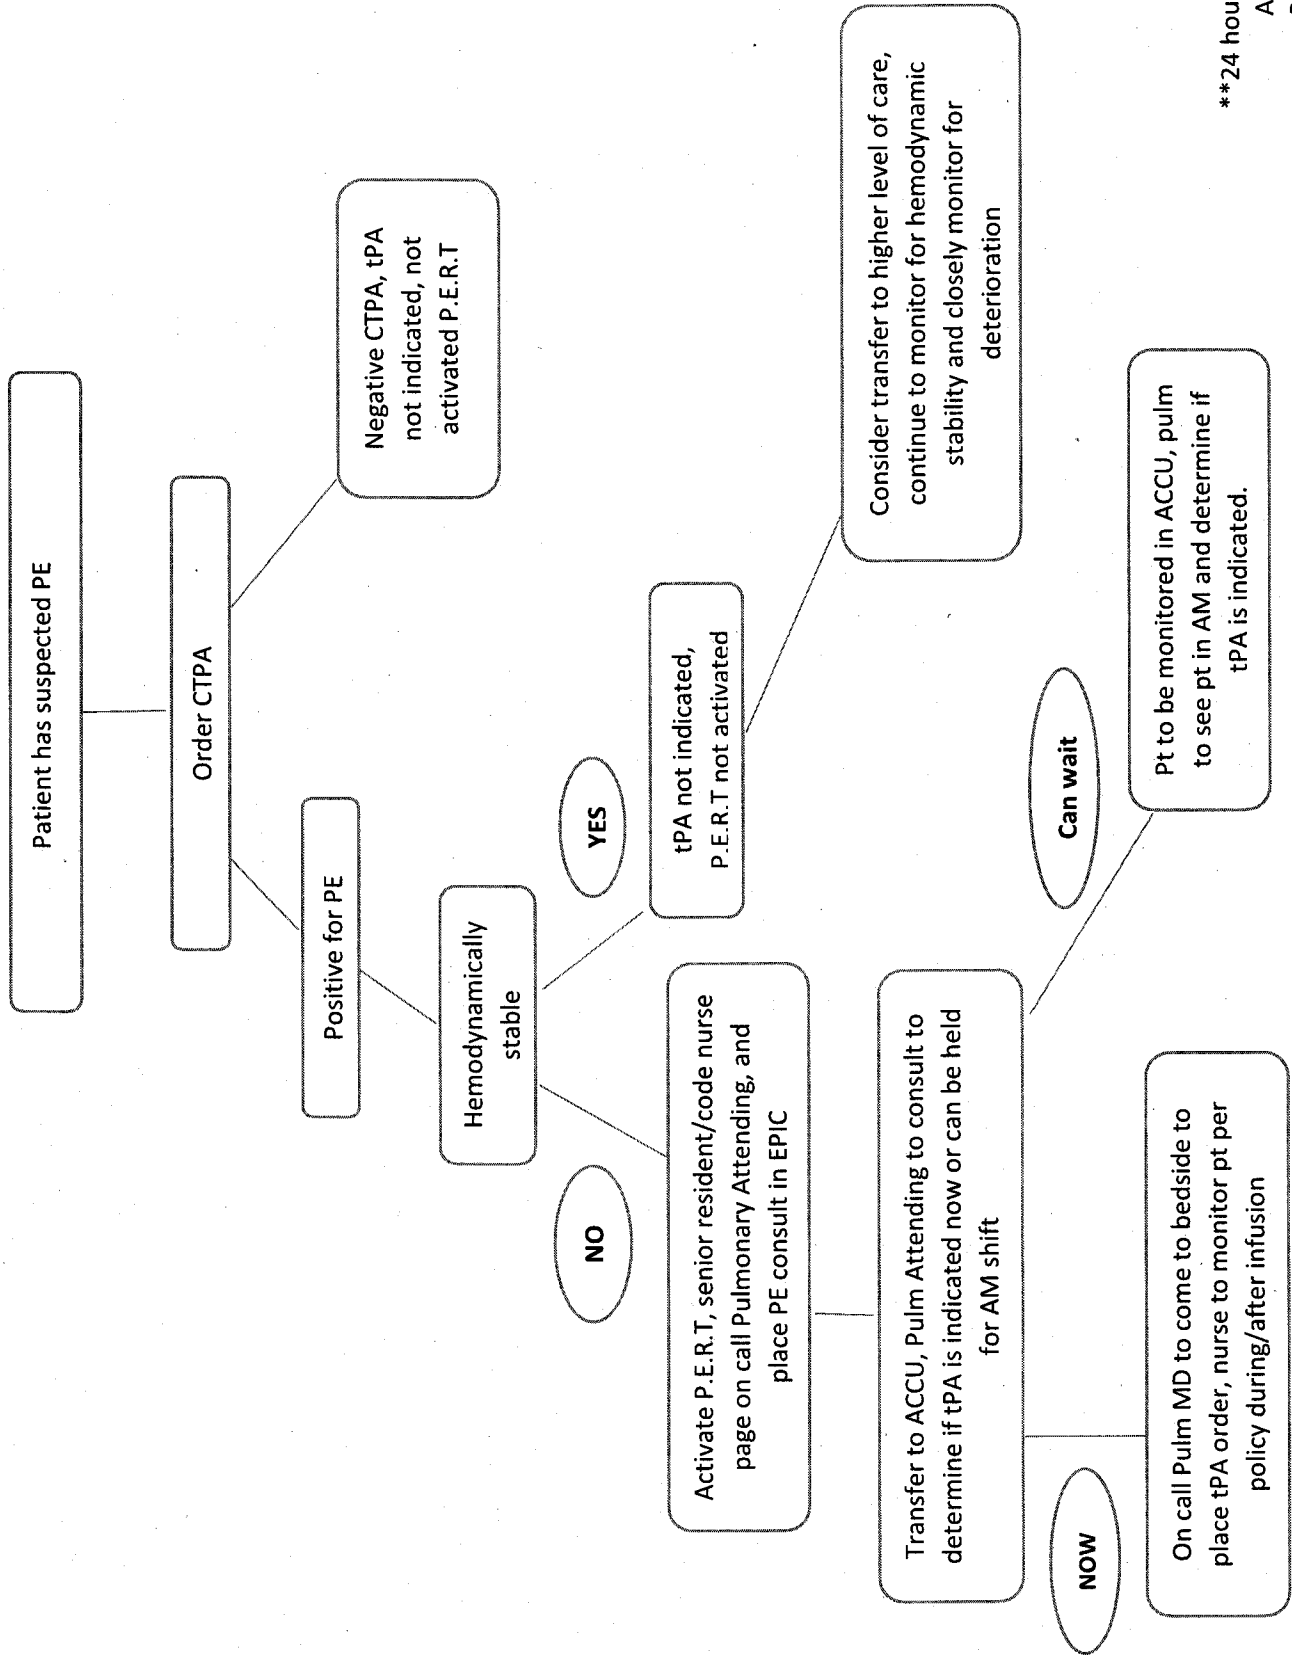 Patient has suspected PE
Order CTPA
Positive for PE
Negative CTPA, tPA
not indicated, not
activated P.E.R.T
Hemodynamically
stable
NO
YES
Activate P.E.R.T, senior resident/code nurse
page on call Pulmonary Attending, and
place PE consult in EPIC
tPA not indicated,
P.E.R.T not activated
Transfer to ACCU, Pulm Attending to consult to
determine if tPA is indicated now or can be held
for AM shift
Consider transfer to higher level of care,
continue to monitor for hemodynamic
stability and closely monitor for
deterioration
NOW
Can wait
On call Pulm MD to come to bedside to
place tPA order, nurse to monitor pt per
policy during/after infusion
Pt to be monitored in ACCU, pulm
to see pt in AM and determine if
tPA is indicated.
**24 hou
A